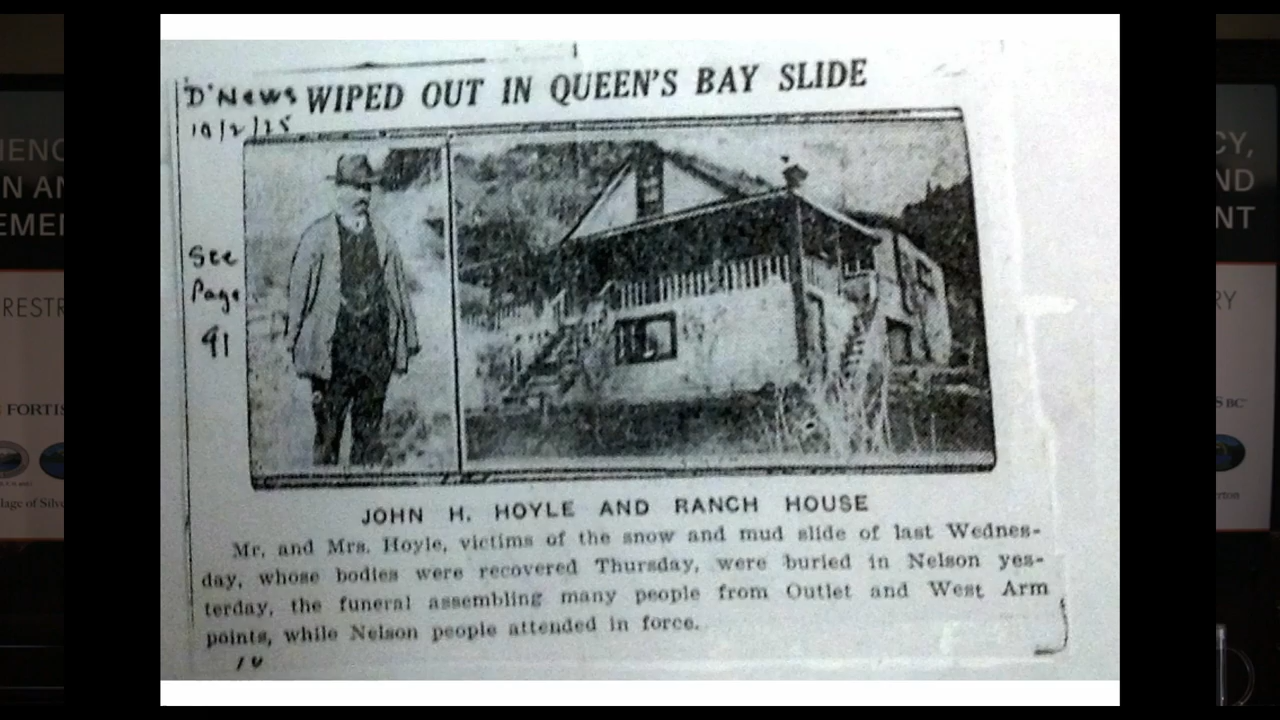 WIPED OUT IN QUEEN'S BAY SLIDE
D'News
See
Page
91
JOHN H. HOYLE AND RANCH HOUSE
Mr. and Mrs. Hoyle, victims of the snow and mud slide of last Wednes-
day, whose bodies were recovered Thursday, were buried in Nelson yes-
terday, the funeral assembling many people from Outlet and West Arm
points, while Nelson people attended in force.
FORTIS
BC